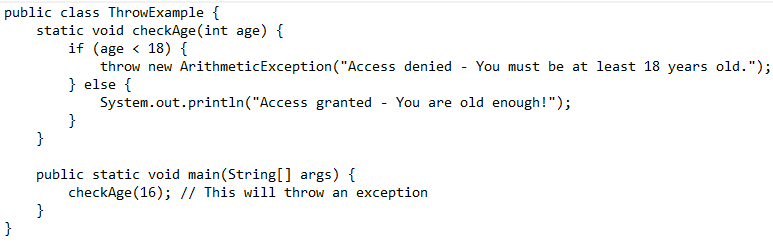 public class ThrowExample {
    static void checkAge(int age) {
        if (age < 18) {
            throw new ArithmeticException("Access denied - You must be at least 18 years old.");
        } else {
            System.out.println("Access granted - You are old enough!");
        }
    }

    public static void main(String[] args) {
        checkAge(16); // This will throw an exception
    }
}